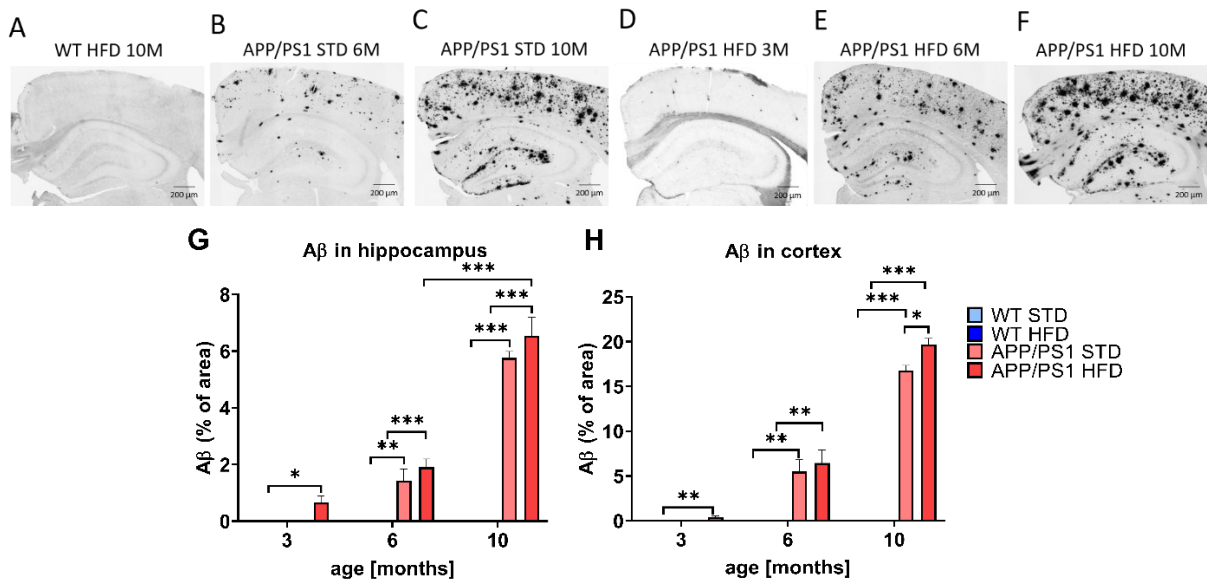 A
B
C
D
E
F
WT HFD 10M
APP/PS1 STD 6M
APP/PS1 STD 10M
APP/PS1 HFD 3M
APP/PS1 HFD 6M
APP/PS1 HFD 10M
200 µm
200 µm
200 µm
200 µm
200 µm
200 µm
G
Aβ in hippocampus
Aβ (% of area)
8
6
4
2
0
*
**
***
***
***
***
3
6
10
age [months]
H
Aβ in cortex
Aβ (% of area)
25
20
15
10
5
0
**
**
**
***
***
*
3
6
10
age [months]
WT STD
WT HFD
APP/PS1 STD
APP/PS1 HFD